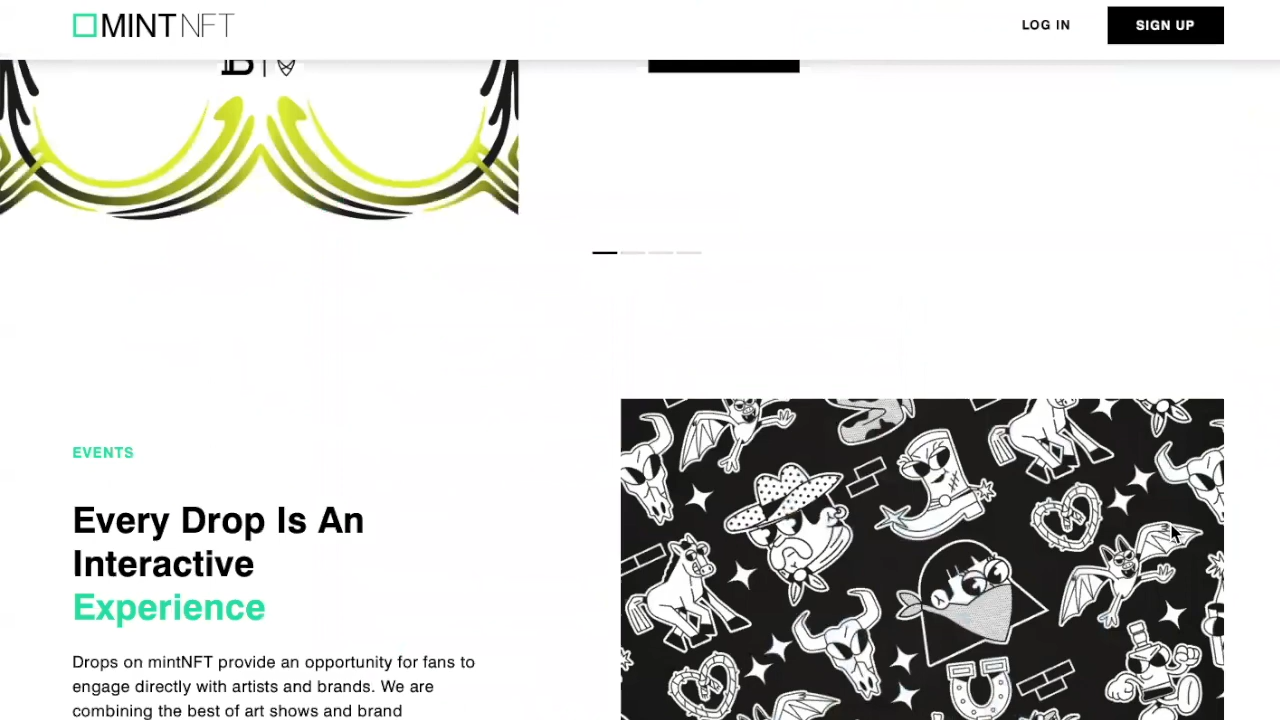 MINTNFT
LOG IN
SIGN UP
EVENTS
Every Drop Is An
Interactive
Experience
Drops on mintNFT provide an opportunity for fans to
engage directly with artists and brands. We are
combining the best of art shows and brand